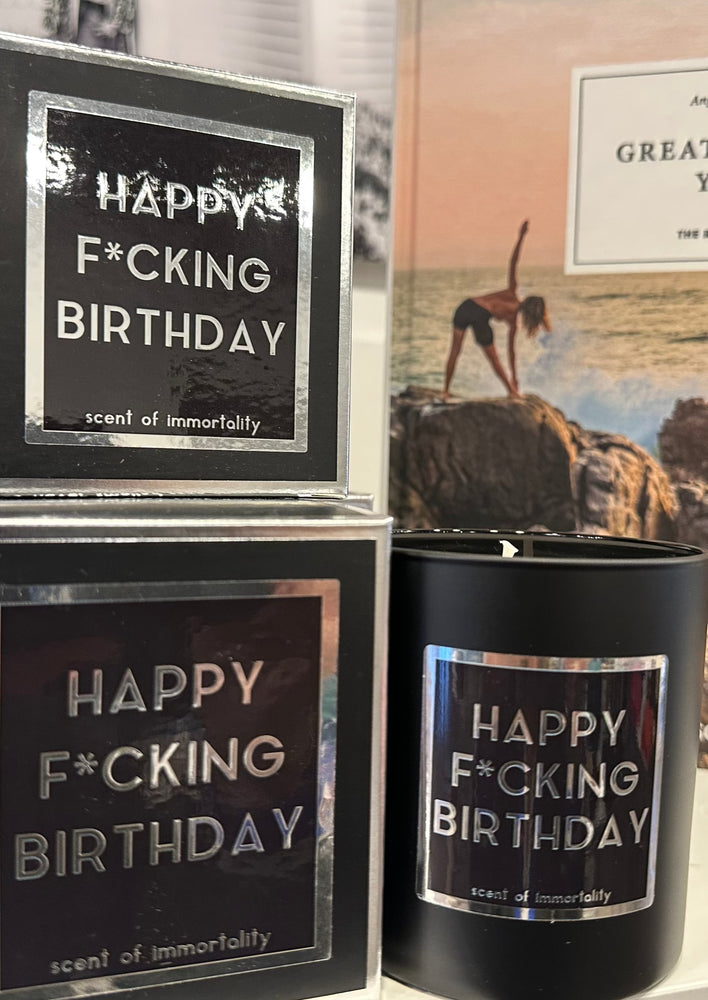 HAPPY
F*CKING
BIRTHDAY
scent of immortality
HAPPY
F*CKING
BIRTHDAY
scent of immortality
HAPPY
F*CKING
BIRTHDAY
scent of immortality
GREAT
Y
THE